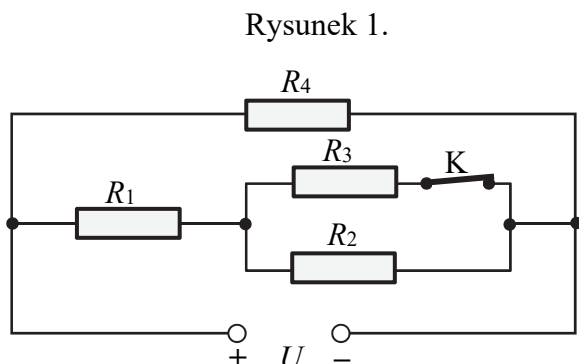 Rysunek 1.
R4
R3
K
R1
R2
+ U −